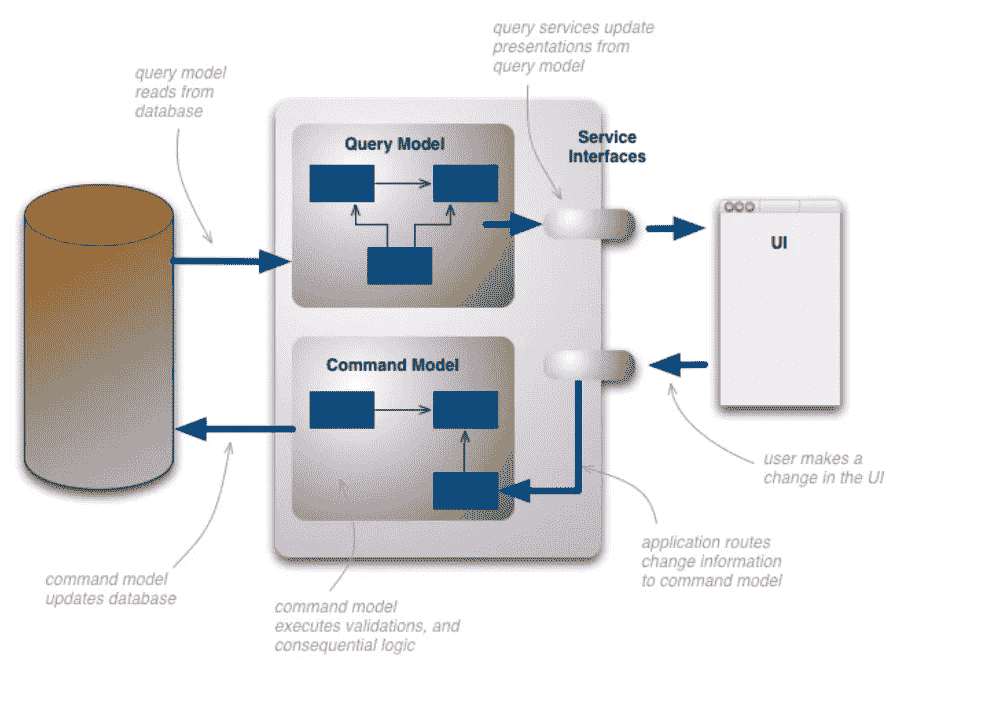 query services update
presentations from
query model
query model
reads from
database
Query Model
Service
Interfaces
UI
Command Model
user makes a
change in the UI
application routes
change information
to command model
command model
updates database
command model
executes validations, and
consequential logic